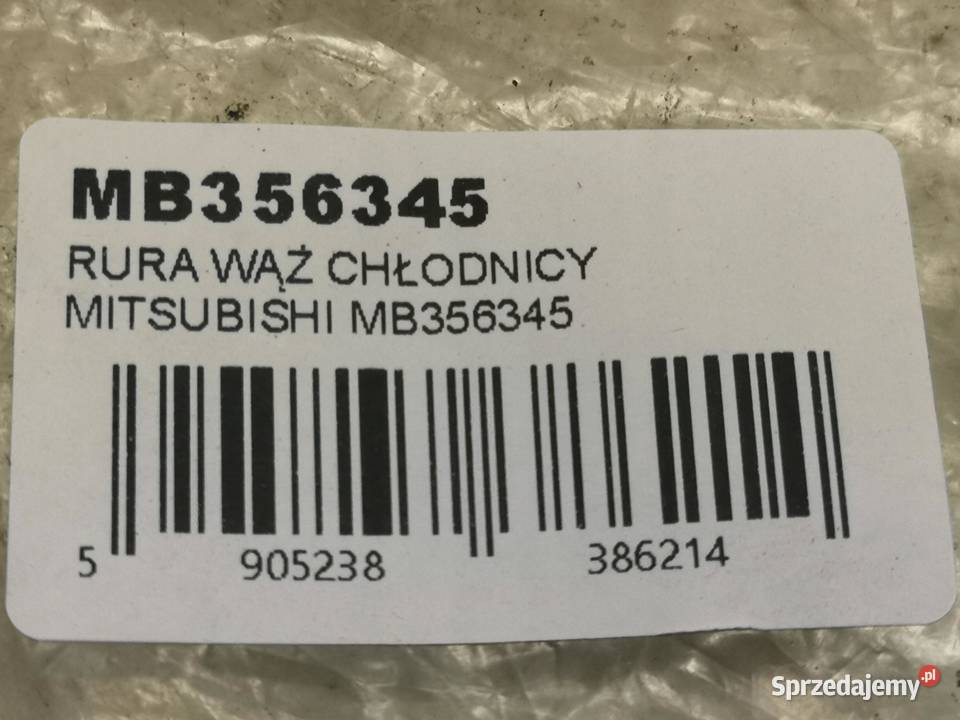 MB356345
RURA WĄŻ CHŁODNICY
MITSUBISHI MB356345
5 905238 386214
Sprzedajemy.pl